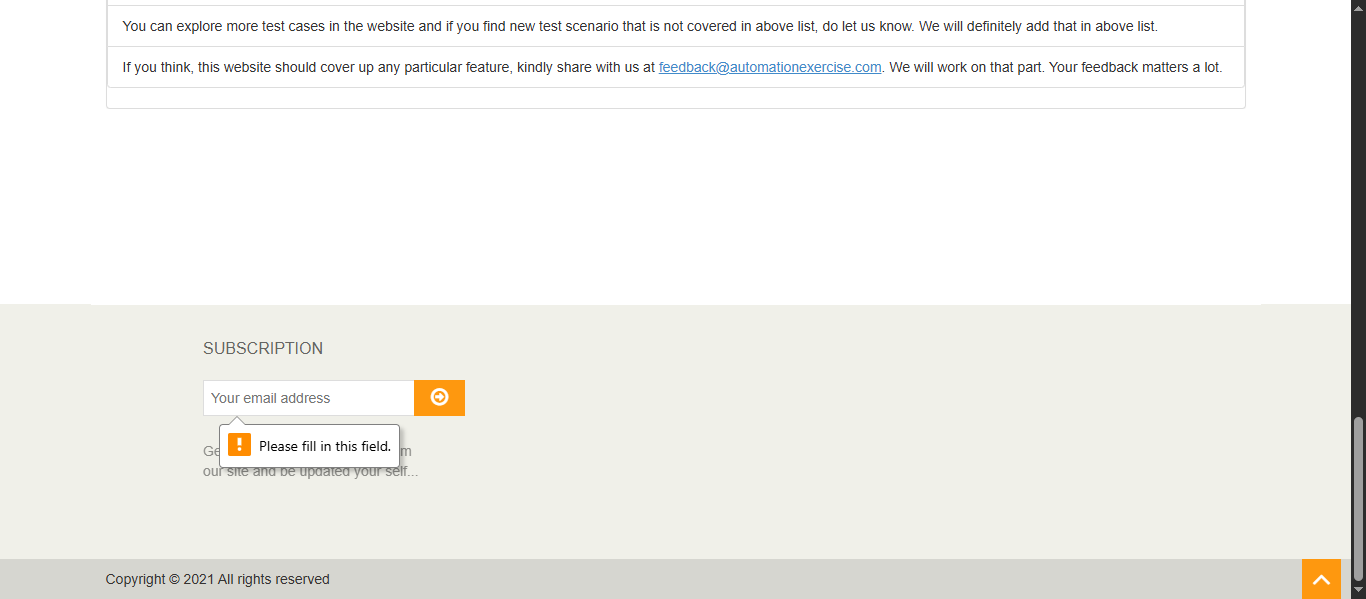 You can explore more test cases in the website and if you find new test scenario that is not covered in above list, do let us know. We will definitely add that in above list.
If you think, this website should cover up any particular feature, kindly share with us at feedback@automationexercise.com. We will work on that part. Your feedback matters a lot.
SUBSCRIPTION
Your email address
Please fill in this field.
our site and be updated your self...
Copyright © 2021 All rights reserved